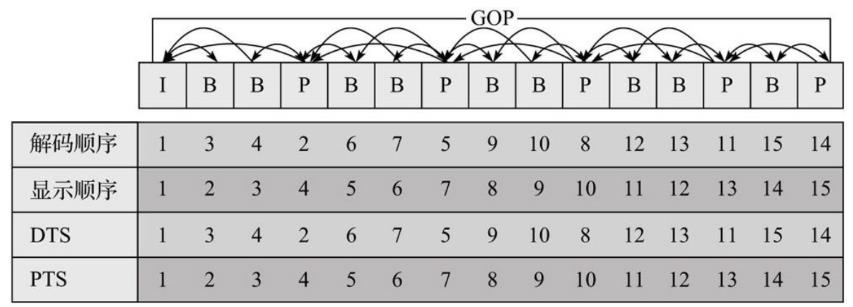 GOP
I B B P B B P B B P B B P B P
解码顺序 1 3 4 2 6 7 5 9 10 8 12 13 11 15 14
显示顺序 1 2 3 4 5 6 7 8 9 10 11 12 13 14 15
DTS 1 3 4 2 6 7 5 9 10 8 12 13 11 15 14
PTS 1 2 3 4 5 6 7 8 9 10 11 12 13 14 15